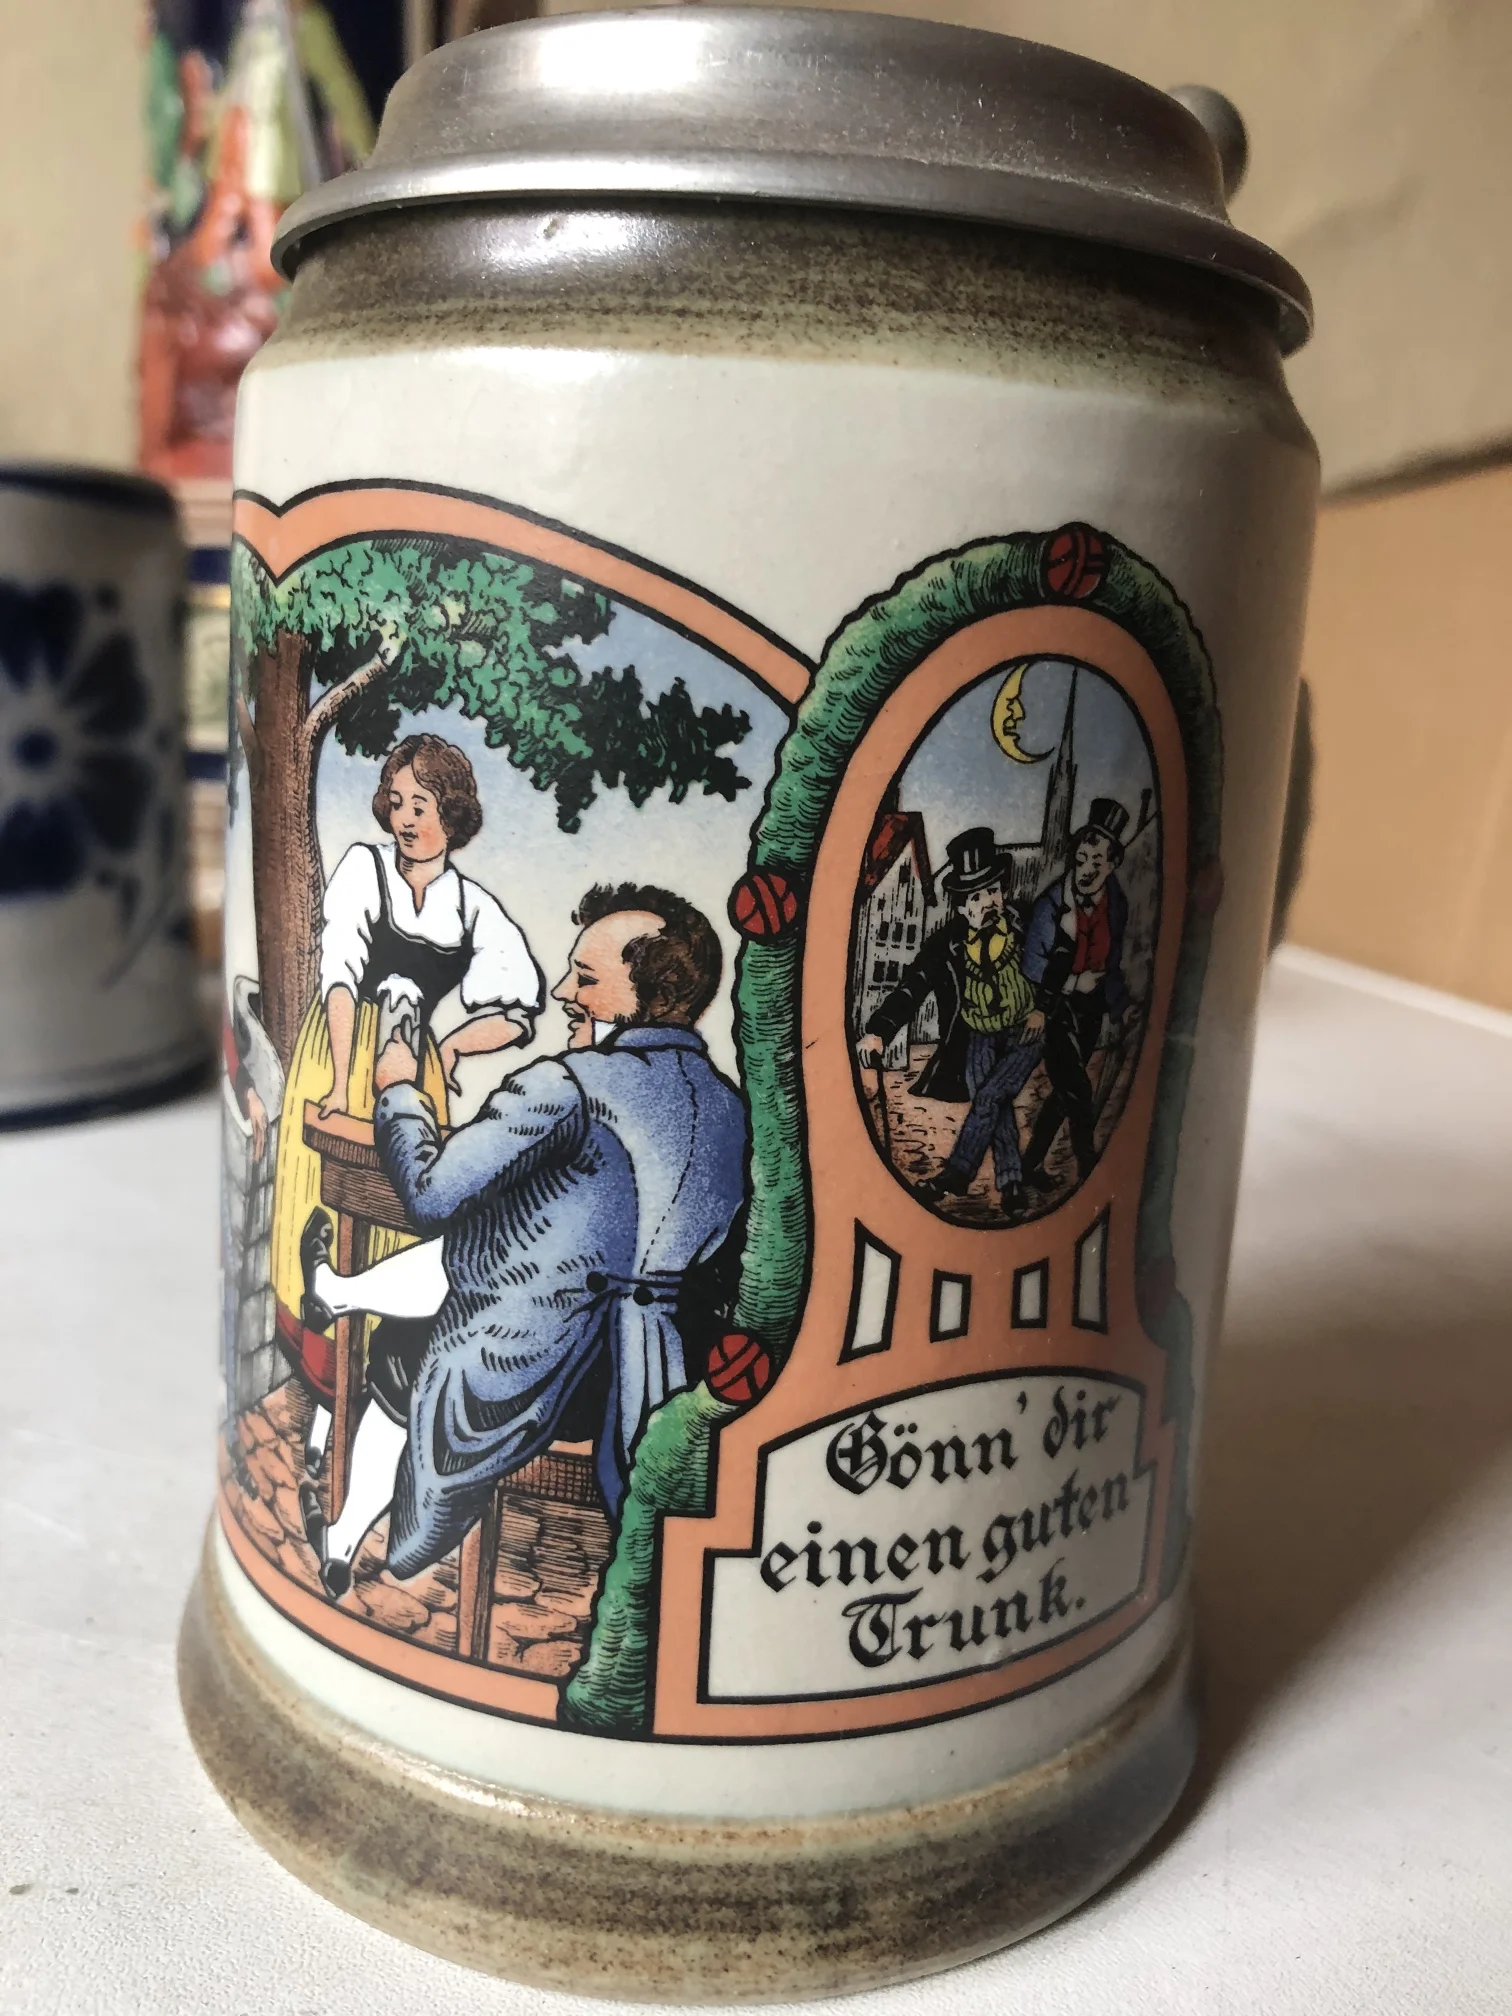 Gönn' dir
einen guten
Trunk.